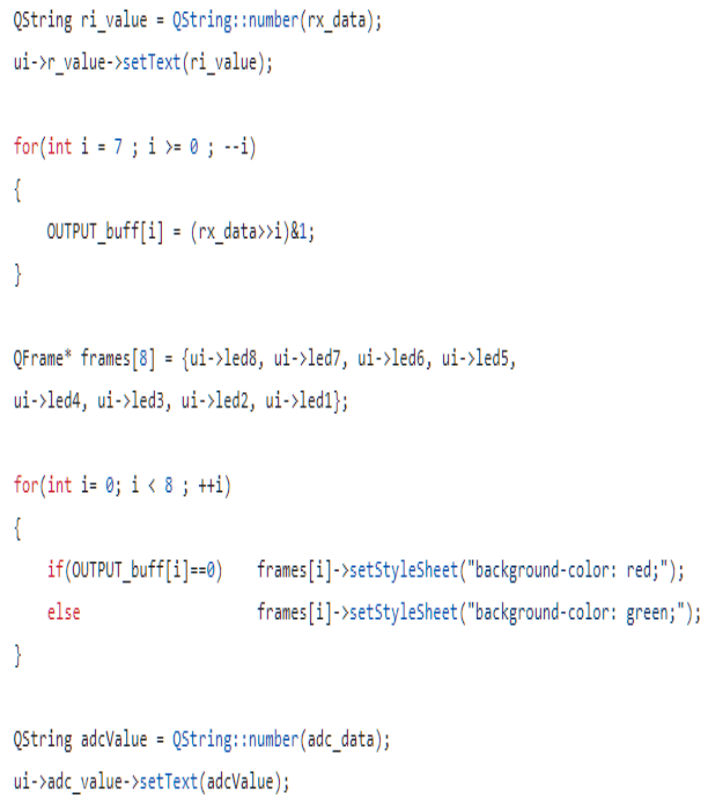 QString ri_value = QString::number(rx_data);
ui->r_value->setText(ri_value);
for(int i = 7 ; i >= 0 ; --i)
{
OUTPUT_buff[i] = (rx_data>>i)&1;
}
QFrame* frames[8] = {ui->led8, ui->led7, ui->led6, ui->led5,
ui->led4, ui->led3, ui->led2, ui->led1};
for(int i= 0; i < 8 ; ++i)
{
if(OUTPUT_buff[i]==0)   frames[i]->setStyleSheet("background-color: red;");
else   frames[i]->setStyleSheet("background-color: green;");
}
QString adcValue = QString::number(adc_data);
ui->adc_value->setText(adcValue);